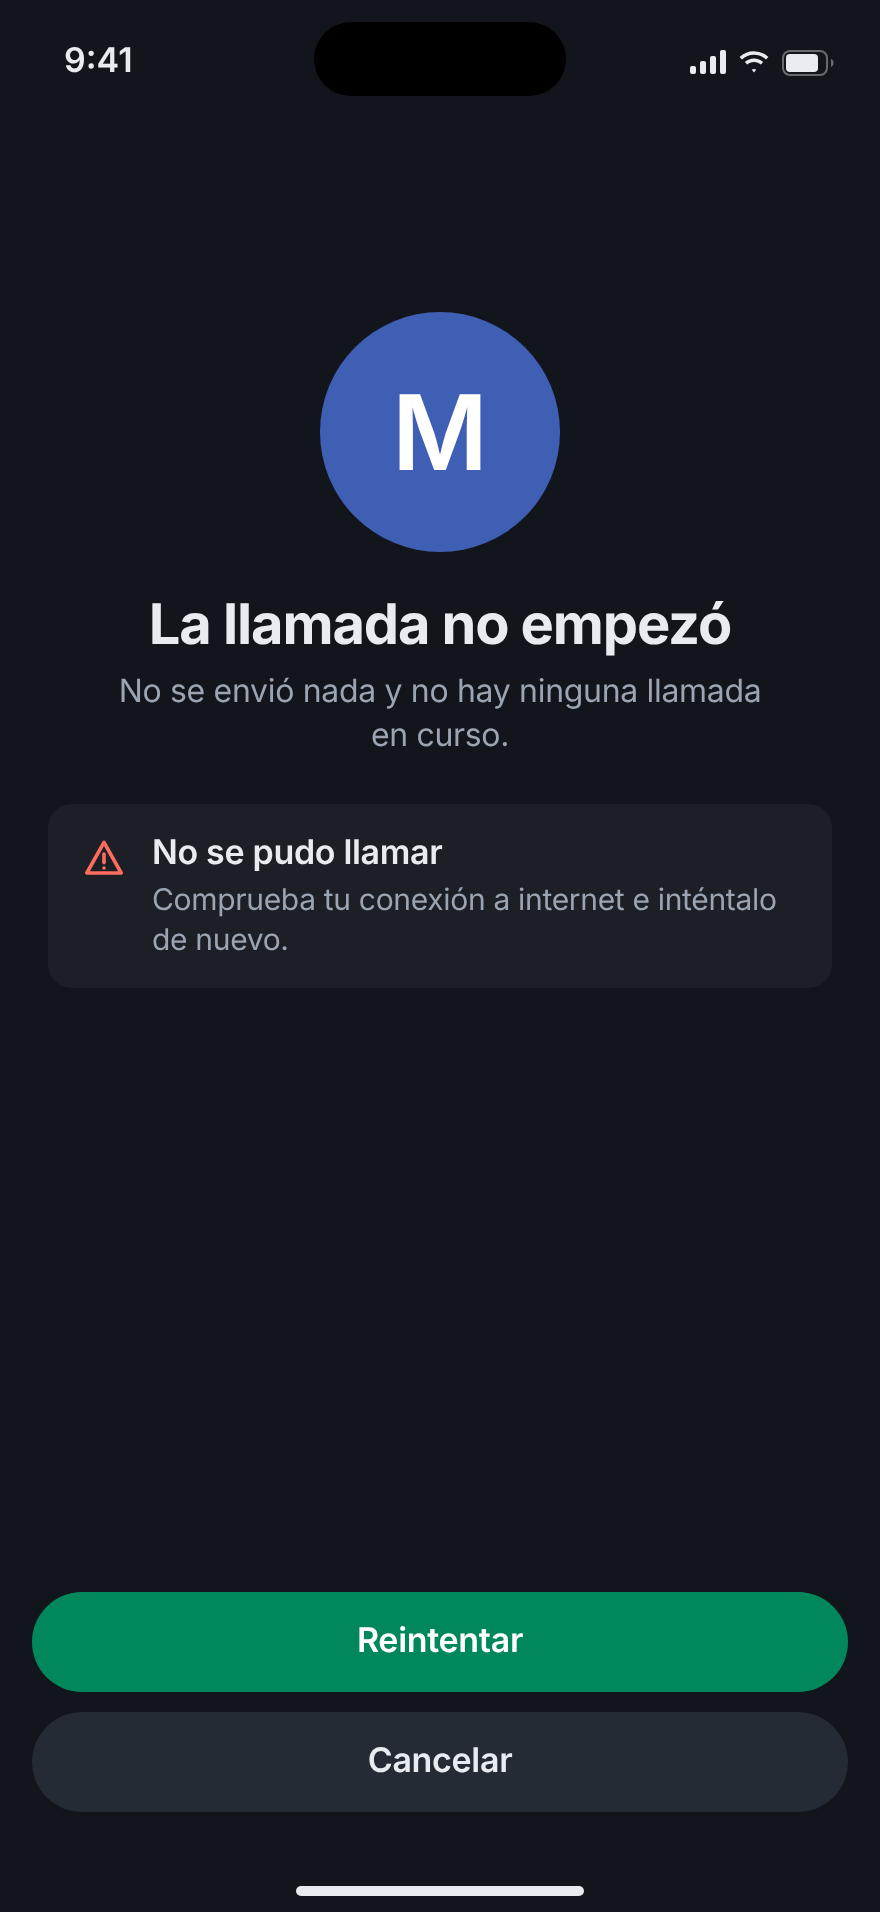 9:41
M
La llamada no empezó
No se envió nada y no hay ninguna llamada
en curso.
No se pudo llamar
Comprueba tu conexión a internet e inténtalo
de nuevo.
Reintentar
Cancelar